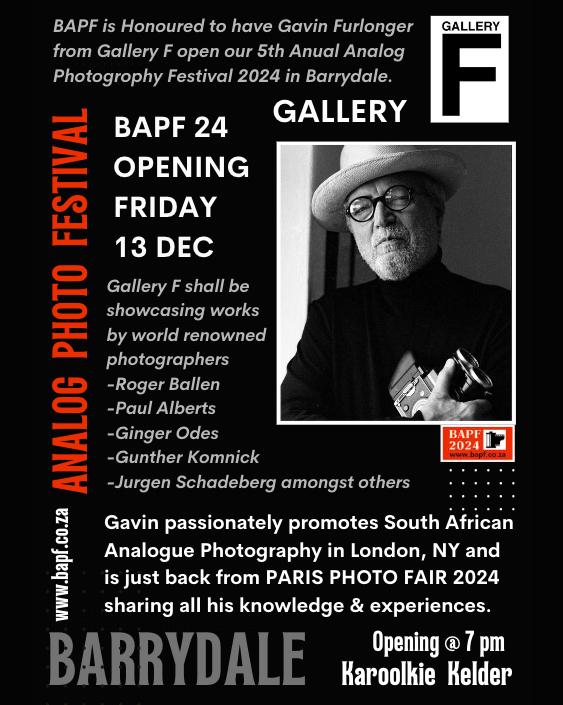 BAPF is Honoured to have Gavin Furlonger
from Gallery F open our 5th Anual Analog
Photogrophy Festival 2024 in Barrydale.
GALLERY
F
GALLERY
ANALOG PHOTO FESTIVAL
BAPF 24
OPENING
FRIDAY
13 DEC
Gallery F shall be
showcasing works
by world renowned
photographers
-Roger Ballen
-Paul Alberts
-Ginger Odes
-Gunther Komnick
-Jurgen Schadeberg amongst others
BAPF
2024
www.bapf.co.za
Gavin passionately promotes South African
Analogue Photography in London, NY and
is just back from PARIS PHOTO FAIR 2024
sharing all his knowledge & experiences.
www.bapf.co.za
BARRYDALE
Opening @ 7 pm
Karoolkie Kelder